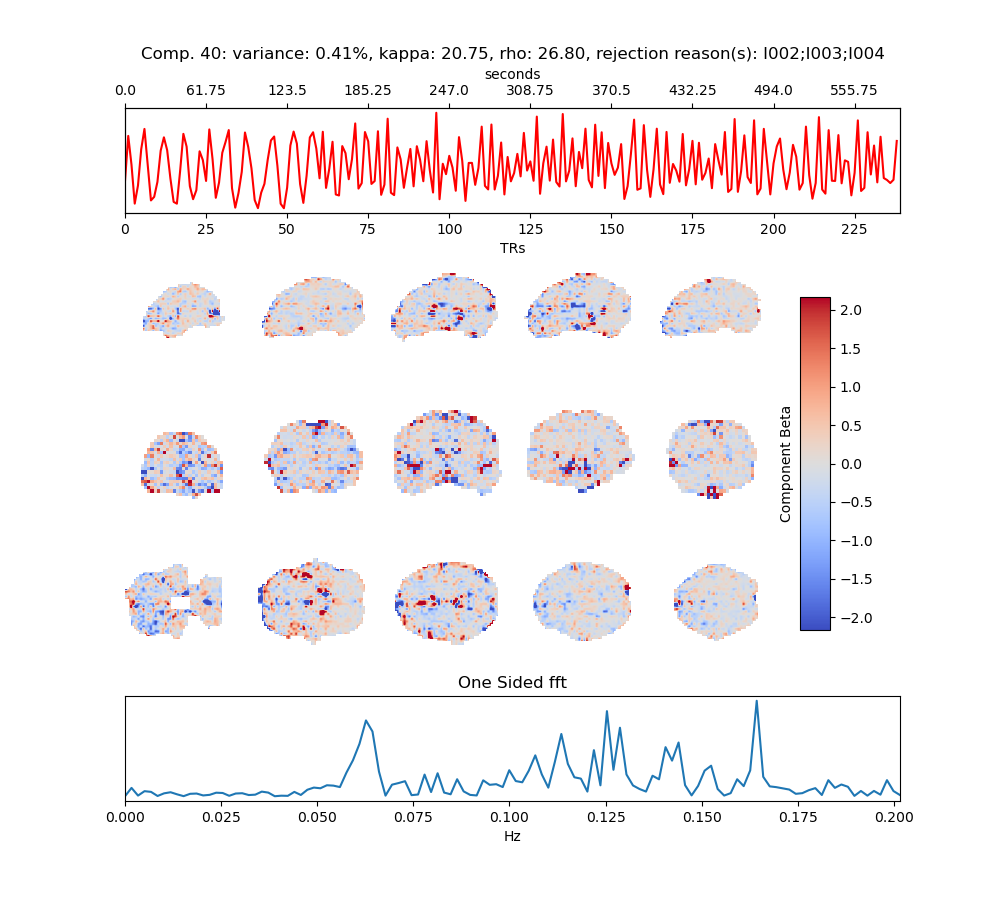 Comp. 40: variance: 0.41%, kappa: 20.75, rho: 26.80, rejection reason(s): I002;I003;I004
seconds
0.0 61.75 123.5 185.25 247.0 308.75 370.5 432.25 494.0 555.75
0 25 50 75 100 125 150 175 200 225
TRs
2.0
1.5
1.0
0.5
0.0
−0.5
−1.0
−1.5
−2.0
Component Beta
One Sided fft
0.000 0.025 0.050 0.075 0.100 0.125 0.150 0.175 0.200
Hz